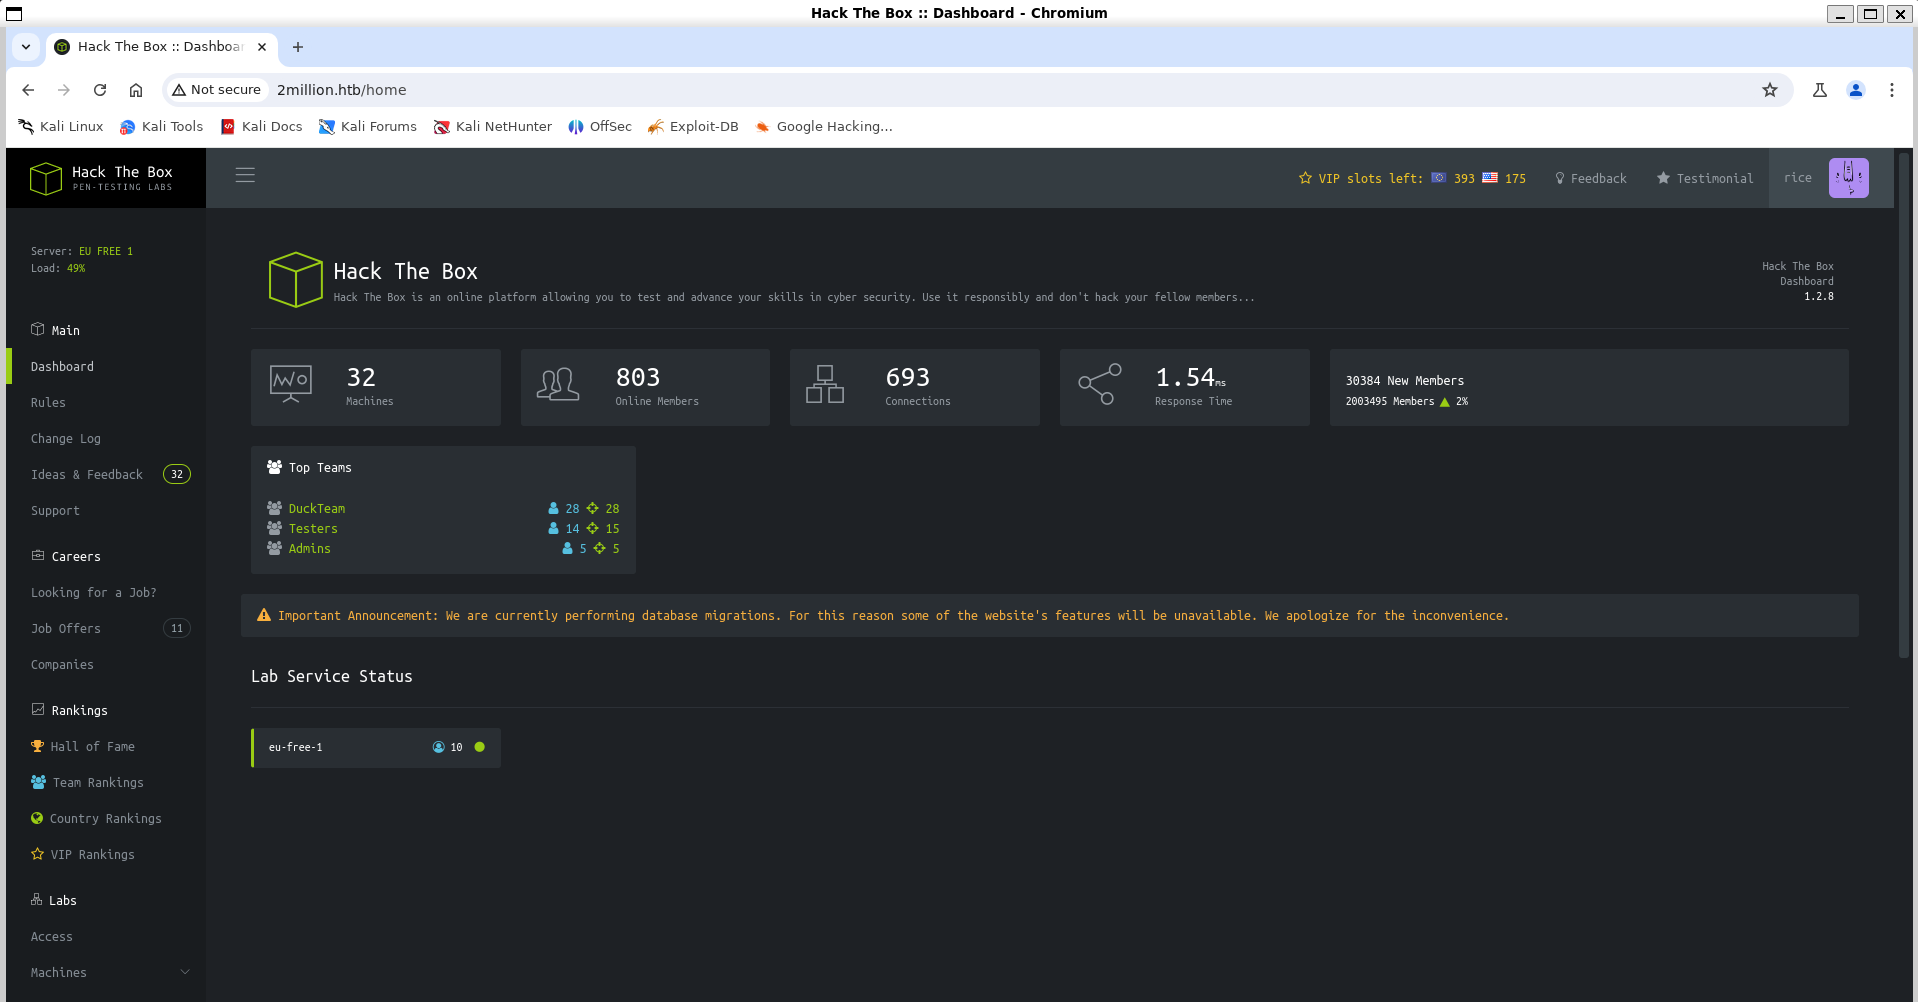 Hack The Box :: Dashboard - Chromium
Hack The Box :: Dashboar
Not secure
2million.htb/home
Kali Linux
Kali Tools
Kali Docs
Kali Forums
Kali NetHunter
OffSec
Exploit-DB
Google Hacking...
Hack The Box
PEN-TESTING LABS
VIP slots left: 393 175
Feedback
Testimonial
rice
Server: EU FREE 1
Load: 49%
Main
Dashboard
Rules
Change Log
Ideas & Feedback 32
Support
Careers
Looking for a Job?
Job Offers 11
Companies
Rankings
Hall of Fame
Team Rankings
Country Rankings
VIP Rankings
Labs
Access
Machines
Hack The Box
Hack The Box is an online platform allowing you to test and advance your skills in cyber security. Use it responsibly and don't hack your fellow members...
Hack The Box
Dashboard
1.2.8
32
Machines
803
Online Members
693
Connections
1.54ms
Response Time
30384 New Members
2003495 Members 2%
Top Teams
DuckTeam 28 28
Testers 14 15
Admins 5 5
Important Announcement: We are currently performing database migrations. For this reason some of the website's features will be unavailable. We apologize for the inconvenience.
Lab Service Status
eu-free-1 10